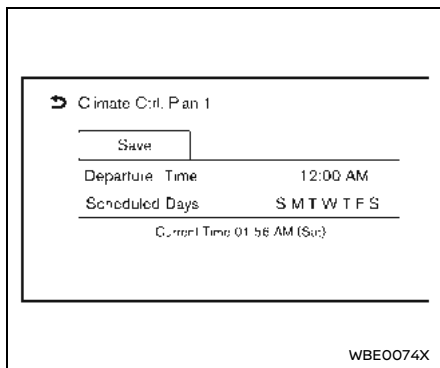 Climate Ctrl. Plan 1
Save
Departure Time 12:00 AM
Scheduled Days S M T W T F S
Current Time 01:56 AM (Sat)
WBE0074X